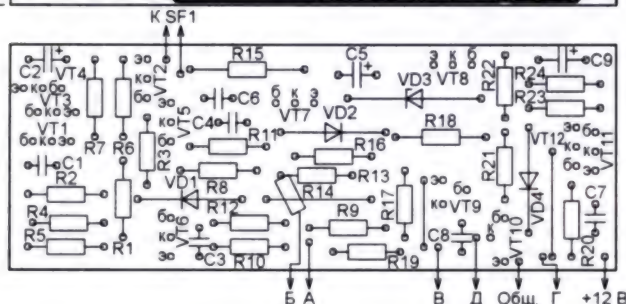 К SF1
C2 + VT4 э к б
э к б VT3
VT1 б к э
б к э
C1
R2
R4
R5
R7
R6
R1
э к б VT2
R3
б к э VT5
VD1
б к э VT6
R15
C6
C4
R11
R8
R12
R10
C3
C5 +
б к э
VT7
VD2
R16
R13
R14
R9
R19
VD3
э к б
VT8
R18
R17
б к э VT9
C8
R22
R21
R24
R23
C9 +
VT12
VD4
э б к э б VT11
б к э VT10
R20
C7
Б А В Д Общ. Г +12 В